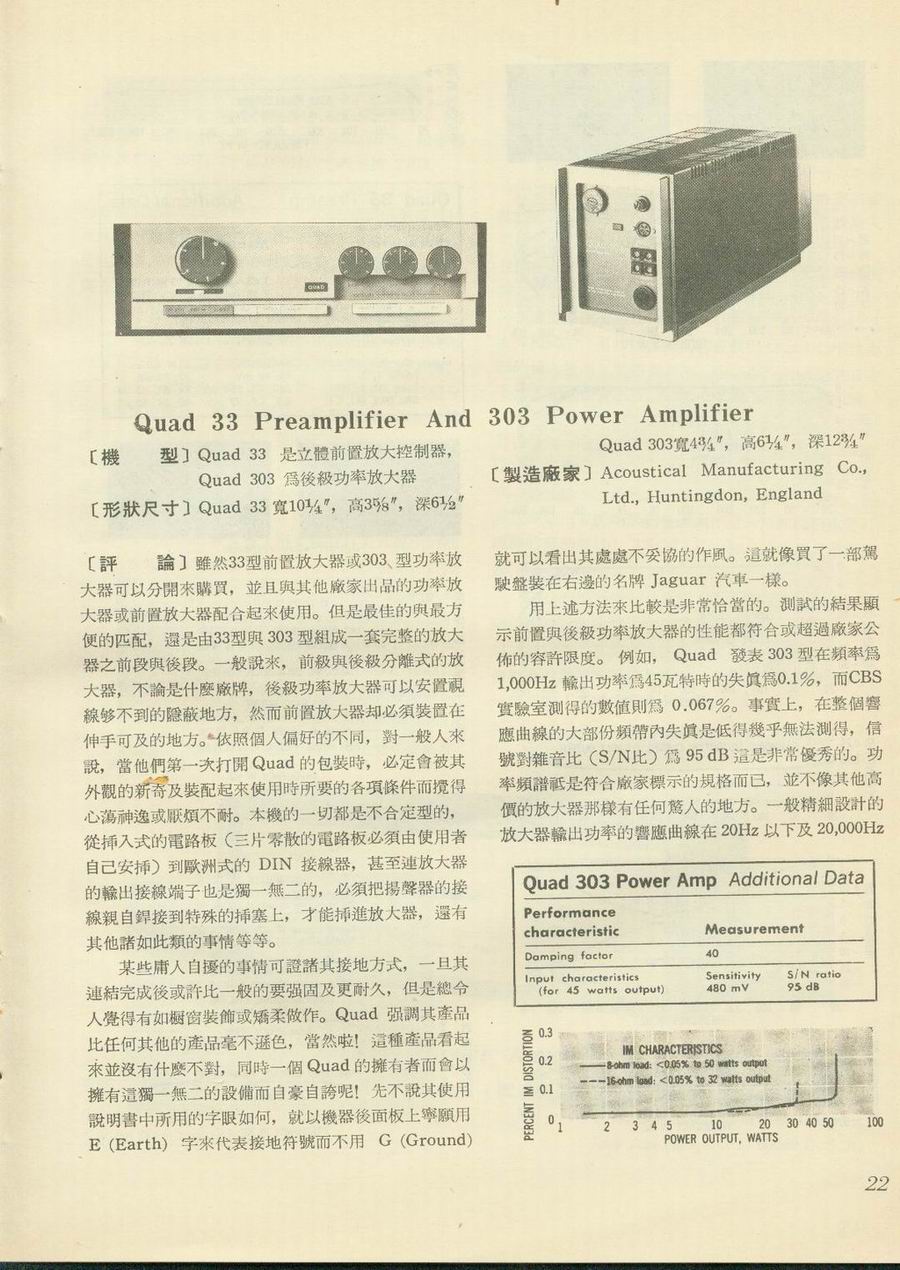 QUAD
Quad 33 Preamplifier And 303 Power Amplifier
〔機　　型〕Quad 33 是立體前置放大控制器，
Quad 303 爲後級功率放大器
〔形狀尺寸〕Quad 33 寬10¼″，高3⅝″，深6½″
Quad 303寬4¾″，高6¼″，深12¾″
〔製造廠家〕Acoustical Manufacturing Co.,
Ltd., Huntingdon, England
〔評　　論〕雖然33型前置放大器或303、型功率放
大器可以分開來購買，並且與其他廠家出品的功率放
大器或前置放大器配合起來使用。但是最佳的與最方
便的匹配，還是由33型與 303 型組成一套完整的放大
器之前段與後段。一般說來，前級與後級分離式的放
大器，不論是什麼廠牌，後級功率放大器可以安置視
線够不到的隱蔽地方，然而前置放大器却必須裝置在
伸手可及的地方。依照個人偏好的不同，對一般人來
説，當他們第一次打開 Quad 的包裝時，必定會被其
外觀的新奇及裝配起來使用時所要的各項條件而攪得
心蕩神逸或厭煩不耐。本機的一切都是不合定型的，
從挿入式的電路板（三片零散的電路板必須由使用者
自己安挿）到歐洲式的 DIN 接線器，甚至連放大器
的輸出接線端子也是獨一無二的，必須把揚聲器的接
線親自銲接到特殊的挿塞上，才能挿進放大器，還有
其他諸如此類的事情等等。
某些庸人自擾的事情可證諸其接地方式，一旦其
連結完成後或許比一般的要强固及更耐久，但是總令
人覺得有如櫥窗裝飾或矯柔做作。Quad 强調其產品
比任何其他的產品毫不遜色，當然啦！這種產品看起
來並沒有什麼不對，同時一個 Quad 的擁有者而會以
擁有這獨一無二的設備而自豪自誇呢！先不說其使用
說明書中所用的字眼如何，就以機器後面板上寧願用
E (Earth) 字來代表接地符號而不用 G (Ground)
就可以看出其處處不妥協的作風。這就像買了一部駕
駛盤裝在右邊的名牌 Jaguar 汽車一樣。
用上述方法來比較是非常恰當的。測試的結果顯
示前置與後級功率放大器的性能都符合或超過廠家公
佈的容許限度。例如， Quad 發表 303 型在頻率爲
1,000Hz 輸出功率爲45瓦特時的失眞爲0.1％，而CBS
實驗室測得的數値則爲 0.067％。事實上，在整個響
應曲線的大部份頻帶內失眞是低得幾乎無法測得，信
號對雜音比（S/N比）爲 95 dB 這是非常優秀的。功
率頻譜祗是符合廠家標示的規格而已，並不像其他高
價的放大器那樣有任何驚人的地方。一般精細設計的
放大器輸出功率的響應曲線在 20Hz 以下及 20,000Hz
Quad 303 Power Amp Additional Data
Performance
characteristic Measurement
Damping factor 40
Input characteristics Sensitivity S/N ratio
(for 45 watts output) 480 mV 95 dB
PERCENT IM DISTORTION
0.3
0.2
0.1
0
IM CHARACTERISTICS
8-ohm load: <0.05% to 50 watts output
16-ohm load: <0.05% to 32 watts output
1 2 3 4 5 10 20 30 40 50 100
POWER OUTPUT, WATTS
22